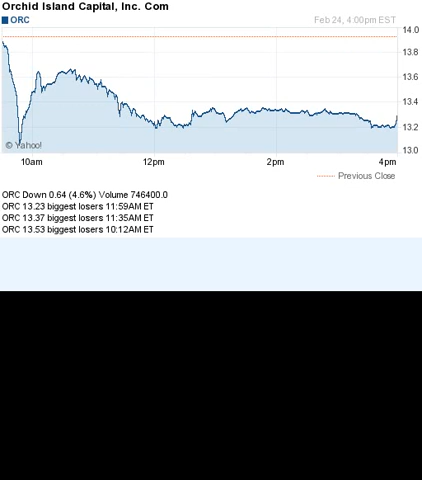 Orchid Island Capital, Inc. Com
ORC
Feb 24, 4:00pm EST
14.0
13.8
13.6
13.4
13.2
13.0
© Yahoo!
10am 12pm 2pm 4pm
Previous Close
ORC Down 0.64 (4.6%) Volume 746400.0
ORC 13.23 biggest losers 11:59AM ET
ORC 13.37 biggest losers 11:35AM ET
ORC 13.53 biggest losers 10:12AM ET